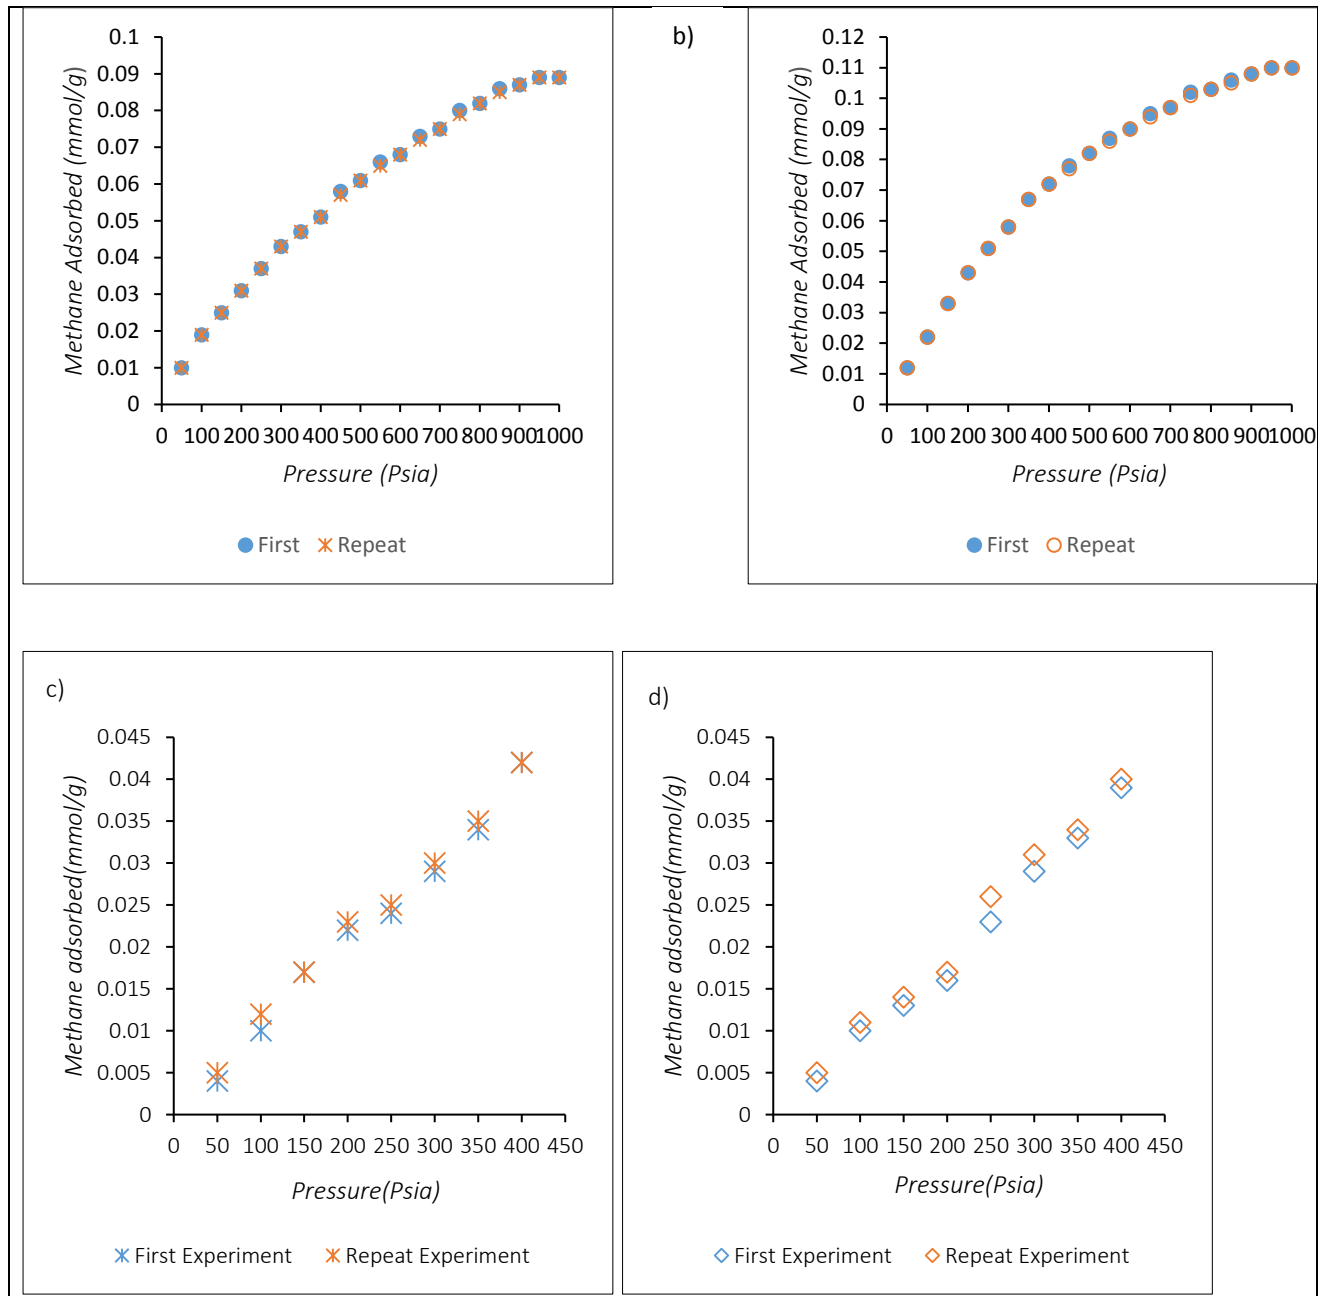 0.1
0.09
0.08
0.07
0.06
0.05
0.04
0.03
0.02
0.01
0
Methane Adsorbed (mmol/g)
0 100 200 300 400 500 600 700 800 900 1000
Pressure (Psia)
First Repeat
b)
0.12
0.11
0.1
0.09
0.08
0.07
0.06
0.05
0.04
0.03
0.02
0.01
0
Methane Adsorbed (mmol/g)
0 100 200 300 400 500 600 700 800 900 1000
Pressure (Psia)
First Repeat
c)
0.045
0.04
0.035
0.03
0.025
0.02
0.015
0.01
0.005
0
Methane adsorbed(mmol/g)
0 50 100 150 200 250 300 350 400 450
Pressure(Psia)
First Experiment Repeat Experiment
d)
0.045
0.04
0.035
0.03
0.025
0.02
0.015
0.01
0.005
0
Methane adsorbed(mmol/g)
0 50 100 150 200 250 300 350 400 450
Pressure(Psia)
First Experiment Repeat Experiment